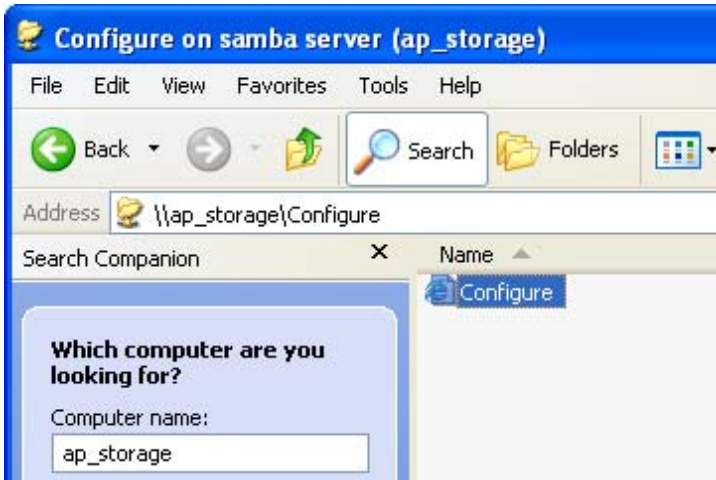 Configure on samba server (ap_storage)
File Edit View Favorites Tools Help
Back Search Folders
Address \\ap_storage\Configure
Search Companion
Name
Configure
Which computer are you
looking for?
Computer name:
ap_storage